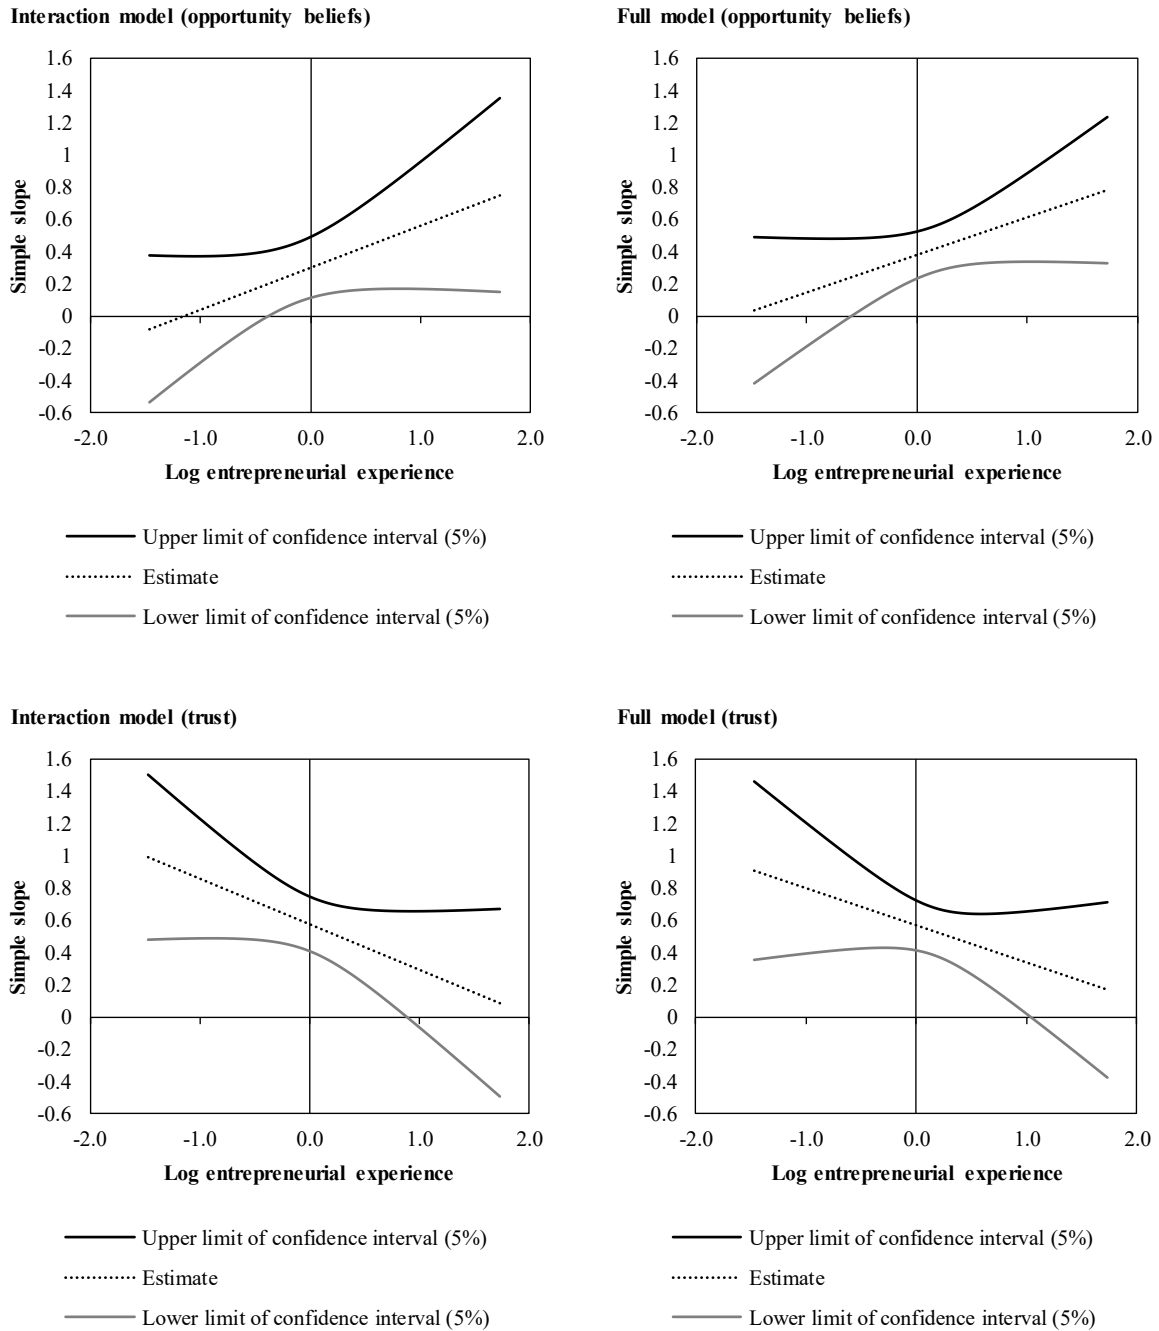 Interaction model (opportunity beliefs)
1.6
1.4
1.2
1
0.8
0.6
0.4
0.2
0
-0.2
-0.4
-0.6
Simple slope
-2.0 -1.0 0.0 1.0 2.0
Log entrepreneurial experience
Upper limit of confidence interval (5%)
Estimate
Lower limit of confidence interval (5%)
Full model (opportunity beliefs)
1.6
1.4
1.2
1
0.8
0.6
0.4
0.2
0
-0.2
-0.4
-0.6
Simple slope
-2.0 -1.0 0.0 1.0 2.0
Log entrepreneurial experience
Upper limit of confidence interval (5%)
Estimate
Lower limit of confidence interval (5%)
Interaction model (trust)
1.6
1.4
1.2
1
0.8
0.6
0.4
0.2
0
-0.2
-0.4
-0.6
Simple slope
-2.0 -1.0 0.0 1.0 2.0
Log entrepreneurial experience
Upper limit of confidence interval (5%)
Estimate
Lower limit of confidence interval (5%)
Full model (trust)
1.6
1.4
1.2
1
0.8
0.6
0.4
0.2
0
-0.2
-0.4
-0.6
Simple slope
-2.0 -1.0 0.0 1.0 2.0
Log entrepreneurial experience
Upper limit of confidence interval (5%)
Estimate
Lower limit of confidence interval (5%)